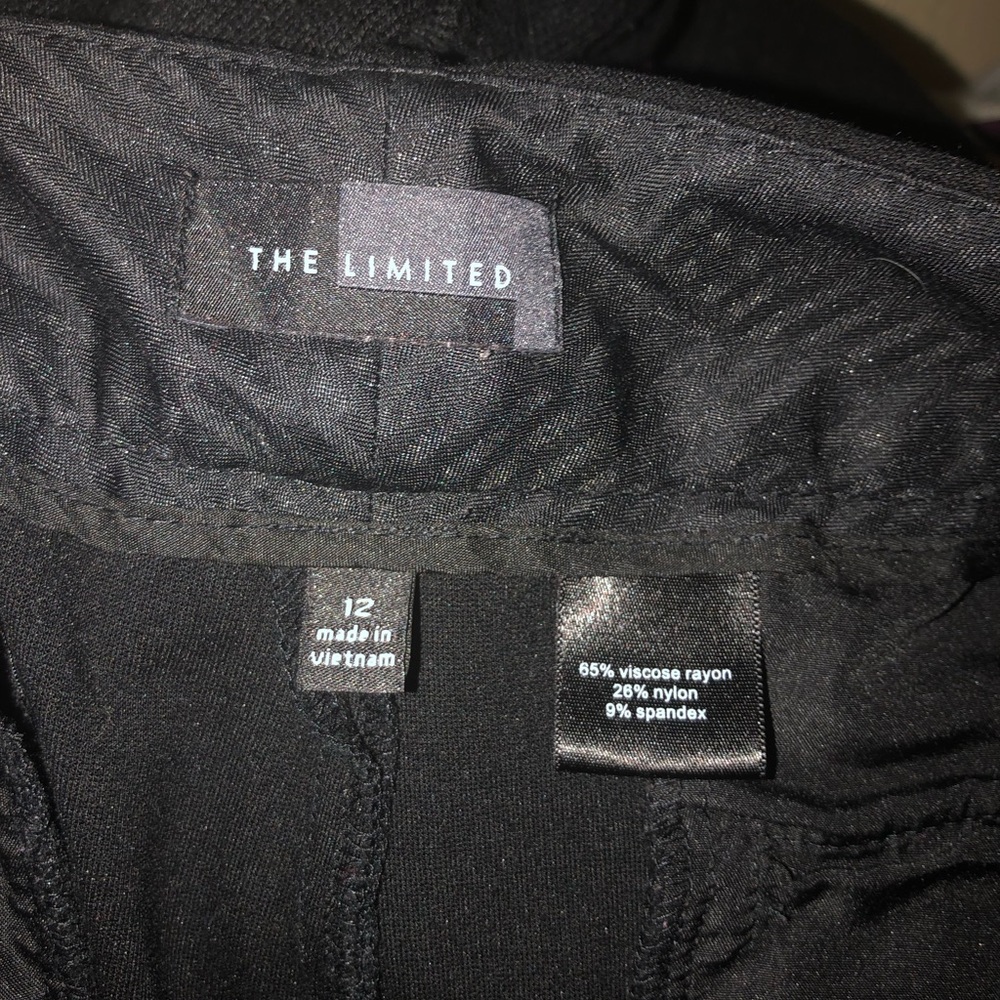 THE LIMITED
12
made in
vietnam
65% viscose rayon
26% nylon
9% spandex